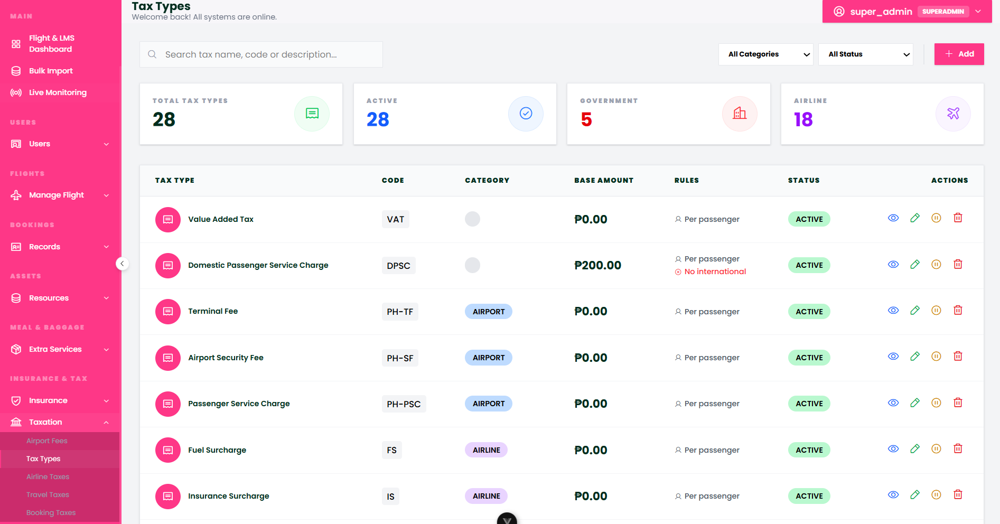 MAIN
Flight & LMS
Dashboard
Bulk Import
Live Monitoring
USERS
Users
FLIGHTS
Manage Flight
BOOKINGS
Records
ASSETS
Resources
MEAL & BAGGAGE
Extra Services
INSURANCE & TAX
Insurance
Taxation
Airport Fees
Tax Types
Airline Taxes
Travel Taxes
Booking Taxes
Tax Types
Welcome back! All systems are online.
super_admin SUPERADMIN
Search tax name, code or description...
All Categories
All Status
Add
TOTAL TAX TYPES
28
ACTIVE
28
GOVERNMENT
5
AIRLINE
18
TAX TYPE CODE CATEGORY BASE AMOUNT RULES STATUS ACTIONS
Value Added Tax VAT ₱0.00 Per passenger ACTIVE
Domestic Passenger Service Charge DPSC ₱200.00 Per passenger ACTIVE
No international
Terminal Fee PH-TF AIRPORT ₱0.00 Per passenger ACTIVE
Airport Security Fee PH-SF AIRPORT ₱0.00 Per passenger ACTIVE
Passenger Service Charge PH-PSC AIRPORT ₱0.00 Per passenger ACTIVE
Fuel Surcharge FS AIRLINE ₱0.00 Per passenger ACTIVE
Insurance Surcharge IS AIRLINE ₱0.00 Per passenger ACTIVE